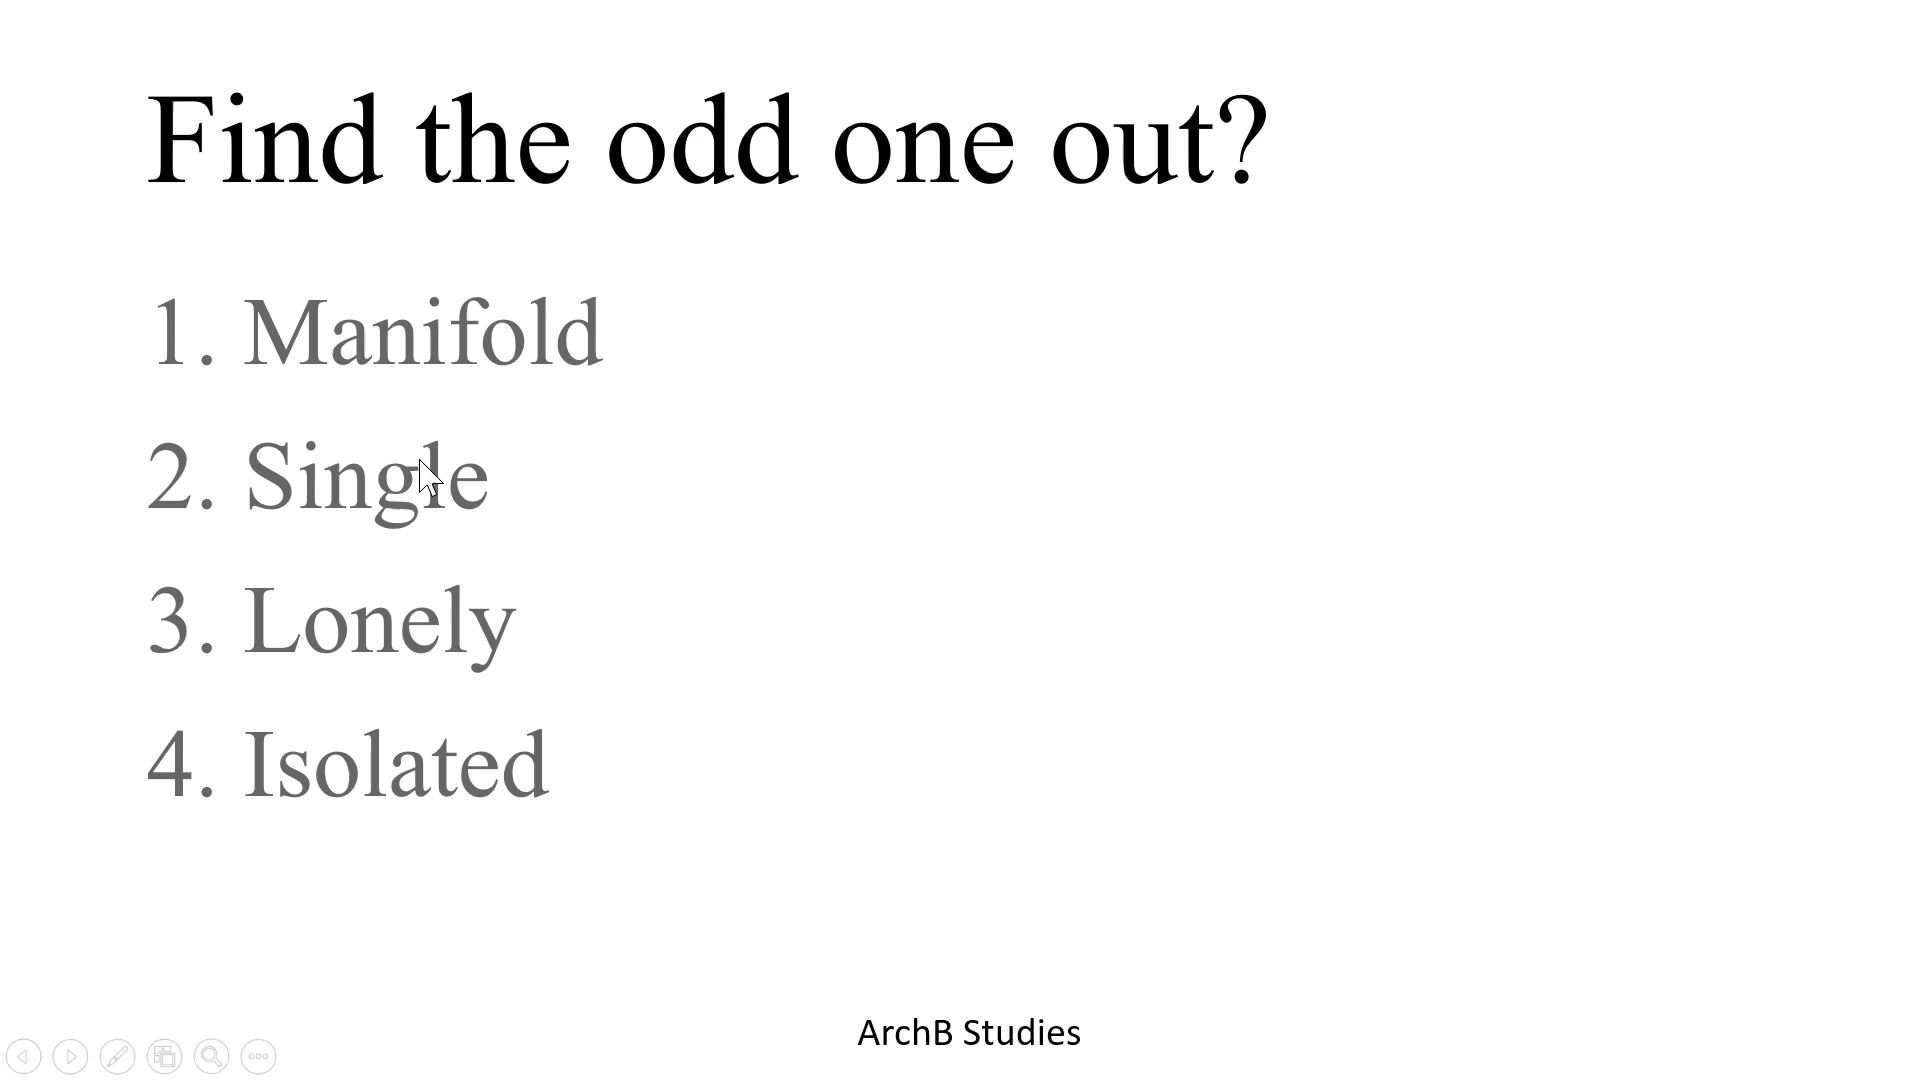 Find the odd one out?
1. Manifold
2. Single
3. Lonely
4. Isolated
ArchB Studies